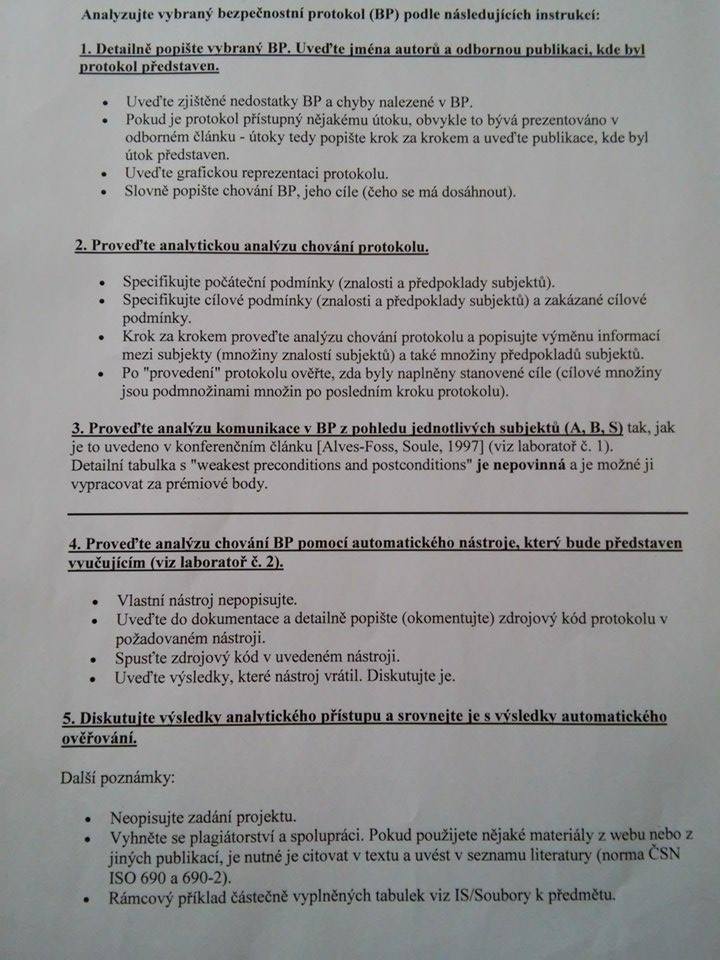 Analyzujte vybraný bezpečnostní protokol (BP) podle následujících instrukcí:
1. Detailně popište vybraný BP. Uveďte jména autorů a odbornou publikaci, kde byl
protokol představen.
• Uveďte zjištěné nedostatky BP a chyby nalezené v BP.
• Pokud je protokol přístupný nějakému útoku, obvykle to bývá prezentováno v
odborném článku - útoky tedy popište krok za krokem a uveďte publikace, kde byl
útok představen.
• Uveďte grafickou reprezentaci protokolu.
• Slovně popište chování BP, jeho cíle (čeho se má dosáhnout).
2. Proveďte analytickou analýzu chování protokolu.
• Specifikujte počáteční podmínky (znalosti a předpoklady subjektů).
• Specifikujte cílové podmínky (znalosti a předpoklady subjektů) a zakázané cílové
podmínky.
• Krok za krokem proveďte analýzu chování protokolu a popisujte výměnu informací
mezi subjekty (množiny znalostí subjektů) a také množiny předpokladů subjektů.
• Po "provedení" protokolu ověřte, zda byly naplněny stanovené cíle (cílové množiny
jsou podmnožinami množin po posledním kroku protokolu).
3. Proveďte analýzu komunikace v BP z pohledu jednotlivých subjektů (A, B, S) tak, jak
je to uvedeno v konferenčním článku [Alves-Foss, Soule, 1997] (viz laboratoř č. 1).
Detailní tabulka s "weakest preconditions and postconditions" je nepovinná a je možné ji
vypracovat za prémiové body.
4. Proveďte analýzu chování BP pomocí automatického nástroje, který bude představen
vyučujícím (viz laboratoř č. 2).
• Vlastní nástroj nepopisujte.
• Uveďte do dokumentace a detailně popište (okomentujte) zdrojový kód protokolu v
požadovaném nástroji.
• Spusťte zdrojový kód v uvedeném nástroji.
• Uveďte výsledky, které nástroj vrátil. Diskutujte je.
5. Diskutujte výsledky analytického přístupu a srovnejte je s výsledky automatického
ověřování.
Další poznámky:
• Neopisujte zadání projektu.
• Vyhněte se plagiátorství a spolupráci. Pokud použijete nějaké materiály z webu nebo z
jiných publikací, je nutné je citovat v textu a uvést v seznamu literatury (norma ČSN
ISO 690 a 690-2).
• Rámcový příklad částečně vyplněných tabulek viz IS/Soubory k předmětu.